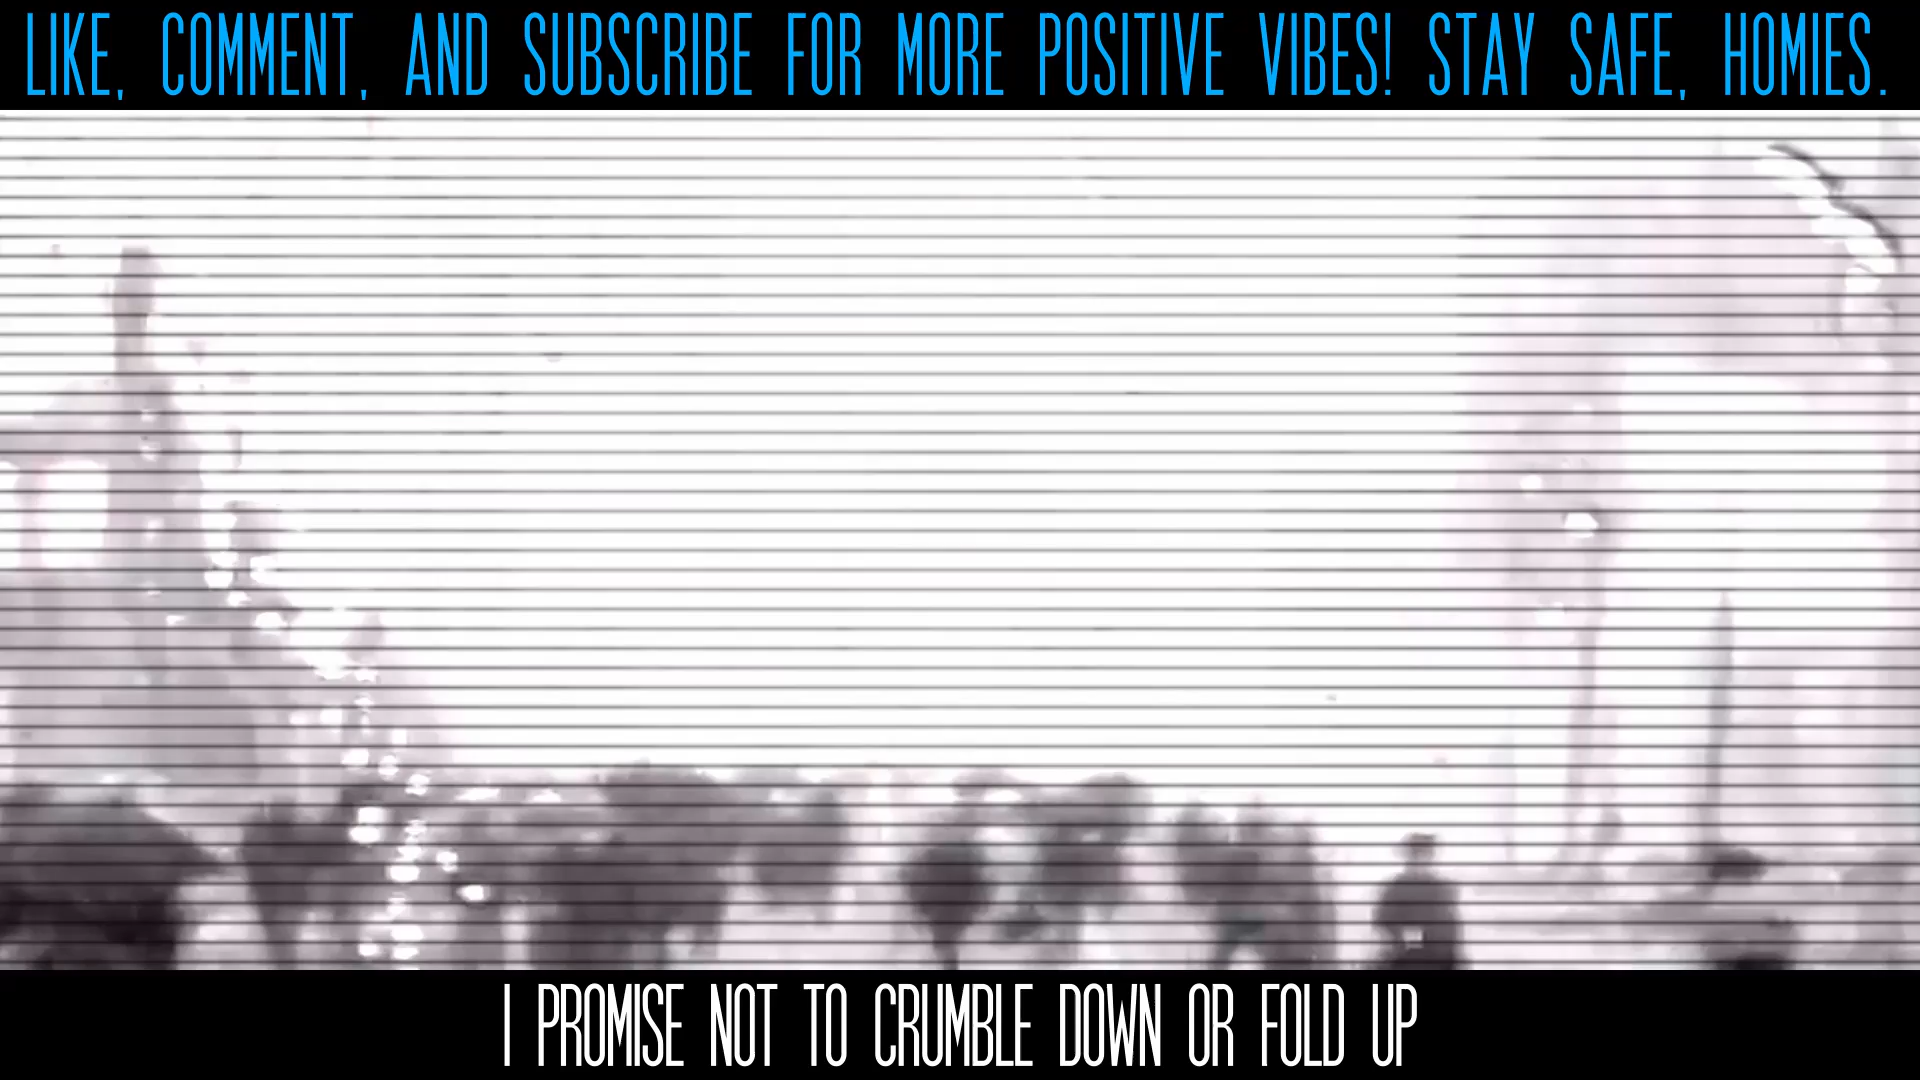 LIKE, COMMENT, AND SUBSCRIBE FOR MORE POSITIVE VIBES! STAY SAFE, HOMIES.
I PROMISE NOT TO CRUMBLE DOWN OR FOLD UP